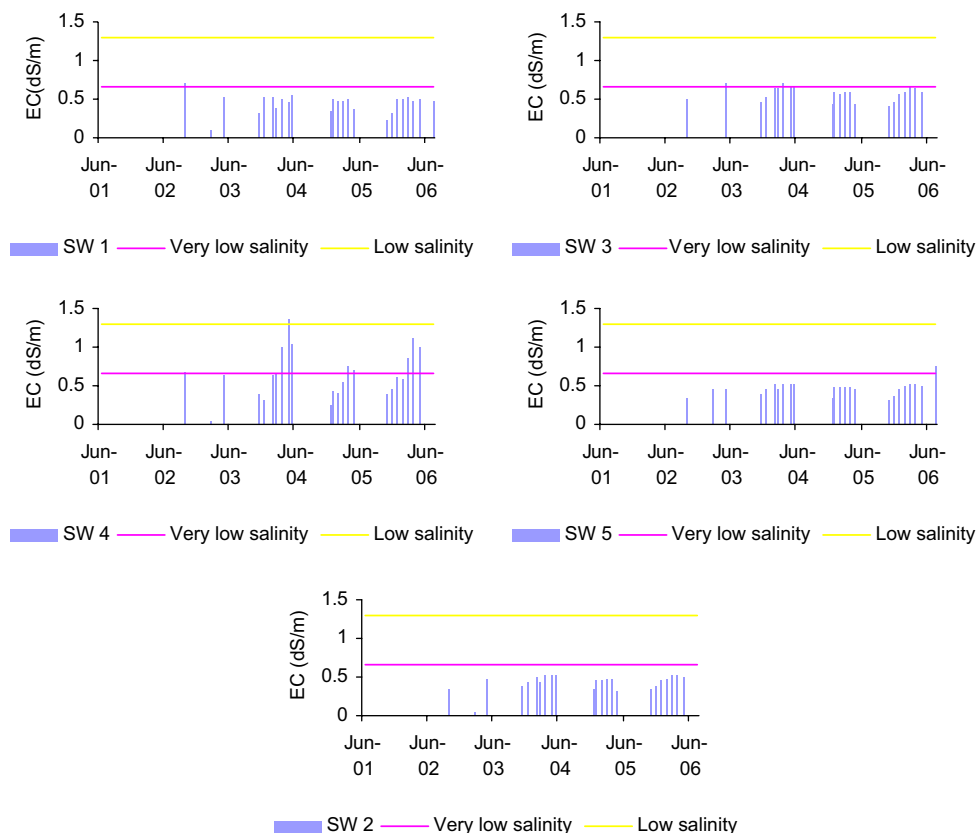 EC(dS/m)
1.5
1
0.5
0
Jun-01 Jun-02 Jun-03 Jun-04 Jun-05 Jun-06
SW 1 Very low salinity Low salinity
EC (dS/m)
1.5
1
0.5
0
Jun-01 Jun-02 Jun-03 Jun-04 Jun-05 Jun-06
SW 3 Very low salinity Low salinity
EC (dS/m)
1.5
1
0.5
0
Jun-01 Jun-02 Jun-03 Jun-04 Jun-05 Jun-06
SW 4 Very low salinity Low salinity
EC (dS/m)
1.5
1
0.5
0
Jun-01 Jun-02 Jun-03 Jun-04 Jun-05 Jun-06
SW 5 Very low salinity Low salinity
EC (dS/m)
1.5
1
0.5
0
Jun-01 Jun-02 Jun-03 Jun-04 Jun-05 Jun-06
SW 2 Very low salinity Low salinity